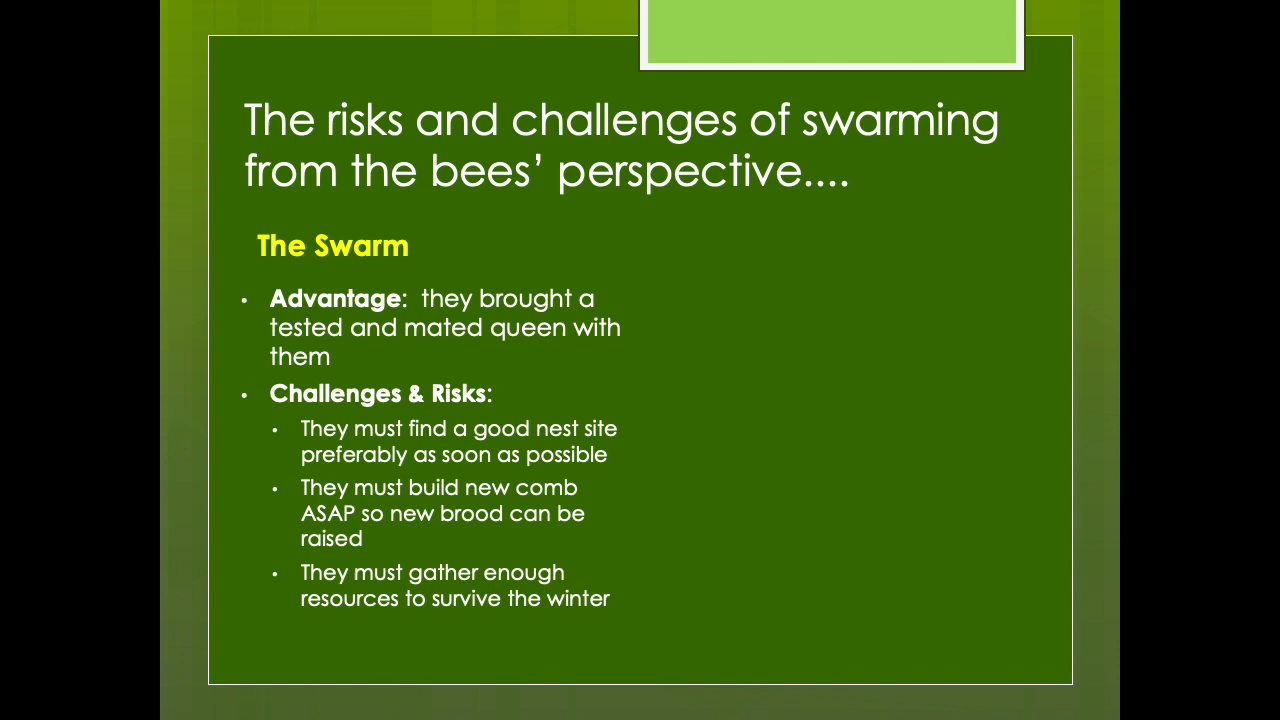 The risks and challenges of swarming
from the bees’ perspective....
The Swarm
• Advantage:  they brought a
tested and mated queen with
them
• Challenges & Risks:
• They must find a good nest site
preferably as soon as possible
• They must build new comb
ASAP so new brood can be
raised
• They must gather enough
resources to survive the winter